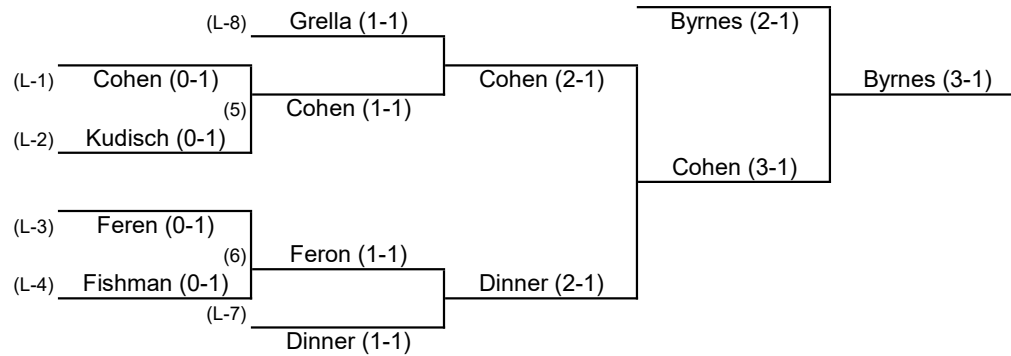 (L-8) Grella (1-1) Byrnes (2-1)
(L-1) Cohen (0-1) Cohen (2-1) Byrnes (3-1)
(5) Cohen (1-1)
(L-2) Kudisch (0-1)
Cohen (3-1)
(L-3) Feren (0-1)
(6) Feron (1-1)
(L-4) Fishman (0-1) Dinner (2-1)
(L-7)
Dinner (1-1)